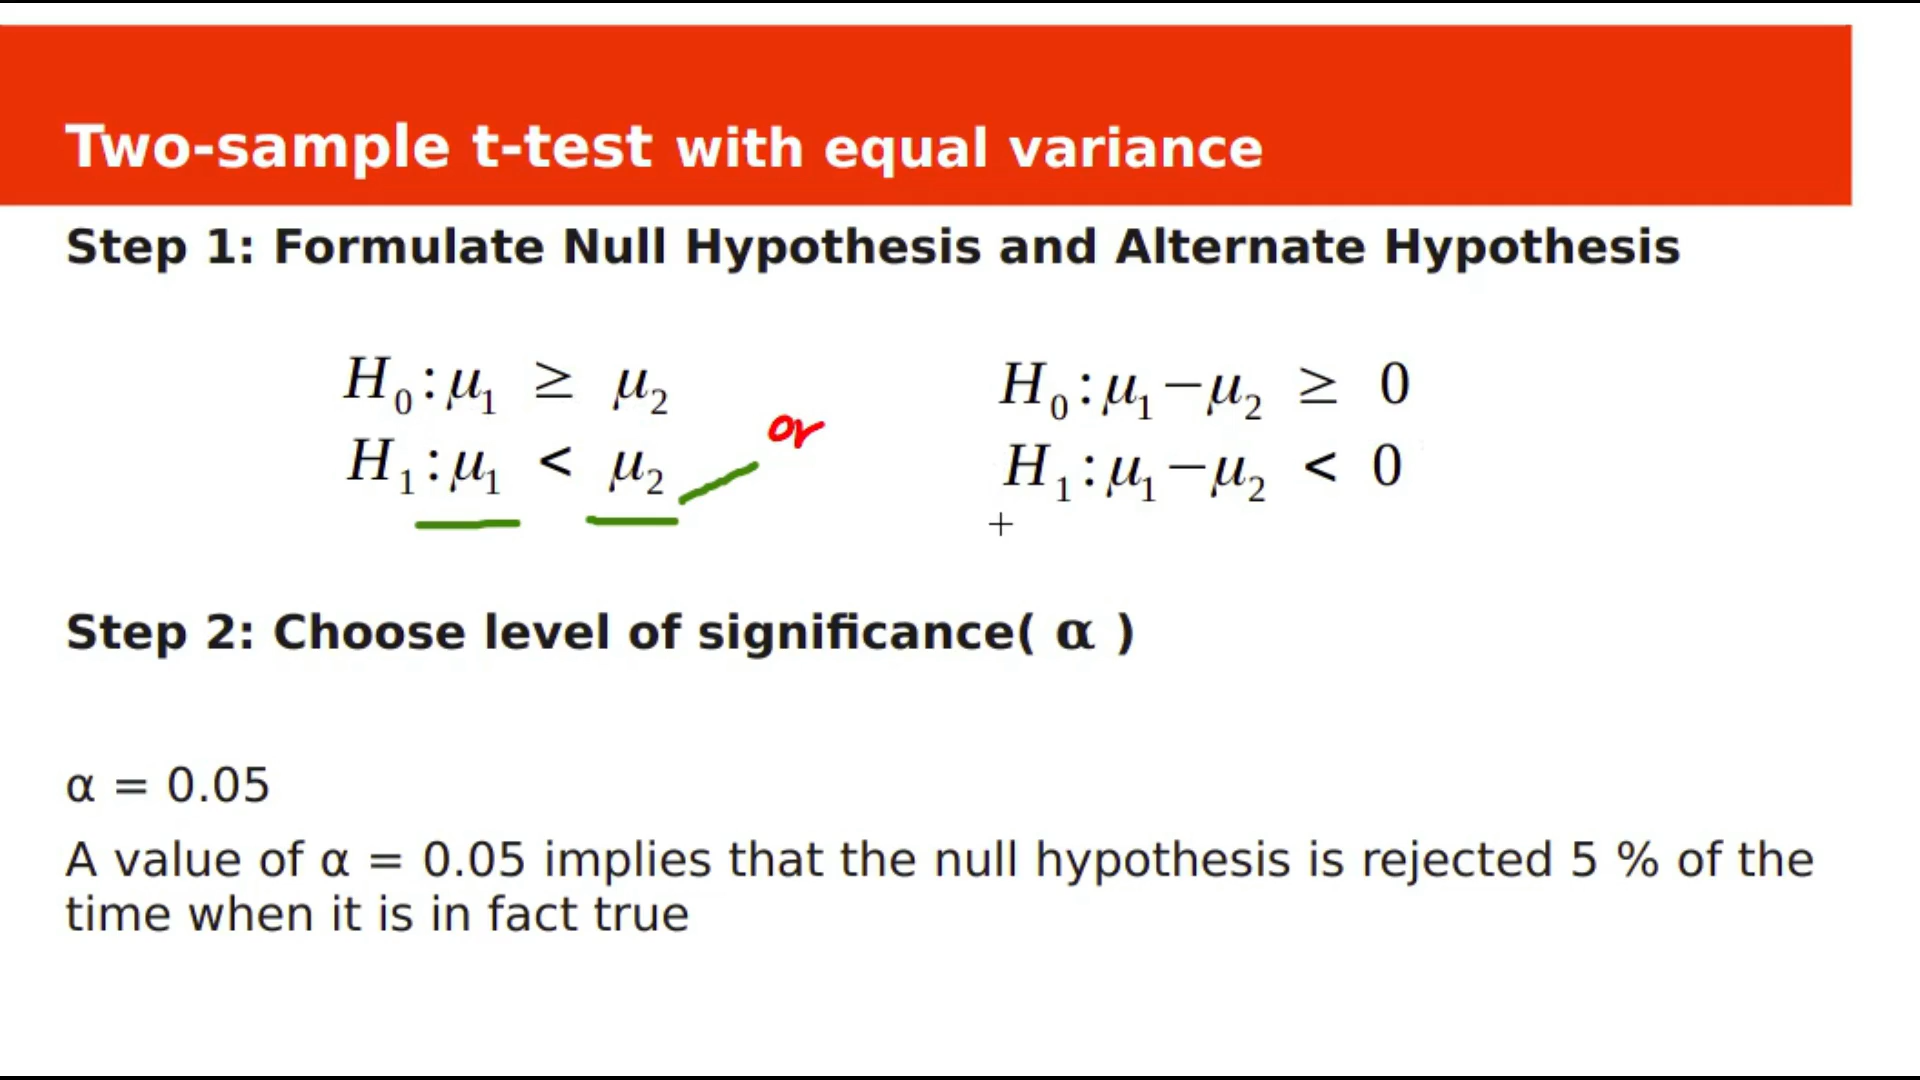 Two-sample t-test with equal variance
Step 1: Formulate Null Hypothesis and Alternate Hypothesis
H₀:μ₁ ≥ μ₂
H₁:μ₁ < μ₂
or
H₀:μ₁−μ₂ ≥ 0
H₁:μ₁−μ₂ < 0
Step 2: Choose level of significance( α )
α = 0.05
A value of α = 0.05 implies that the null hypothesis is rejected 5 % of the
time when it is in fact true